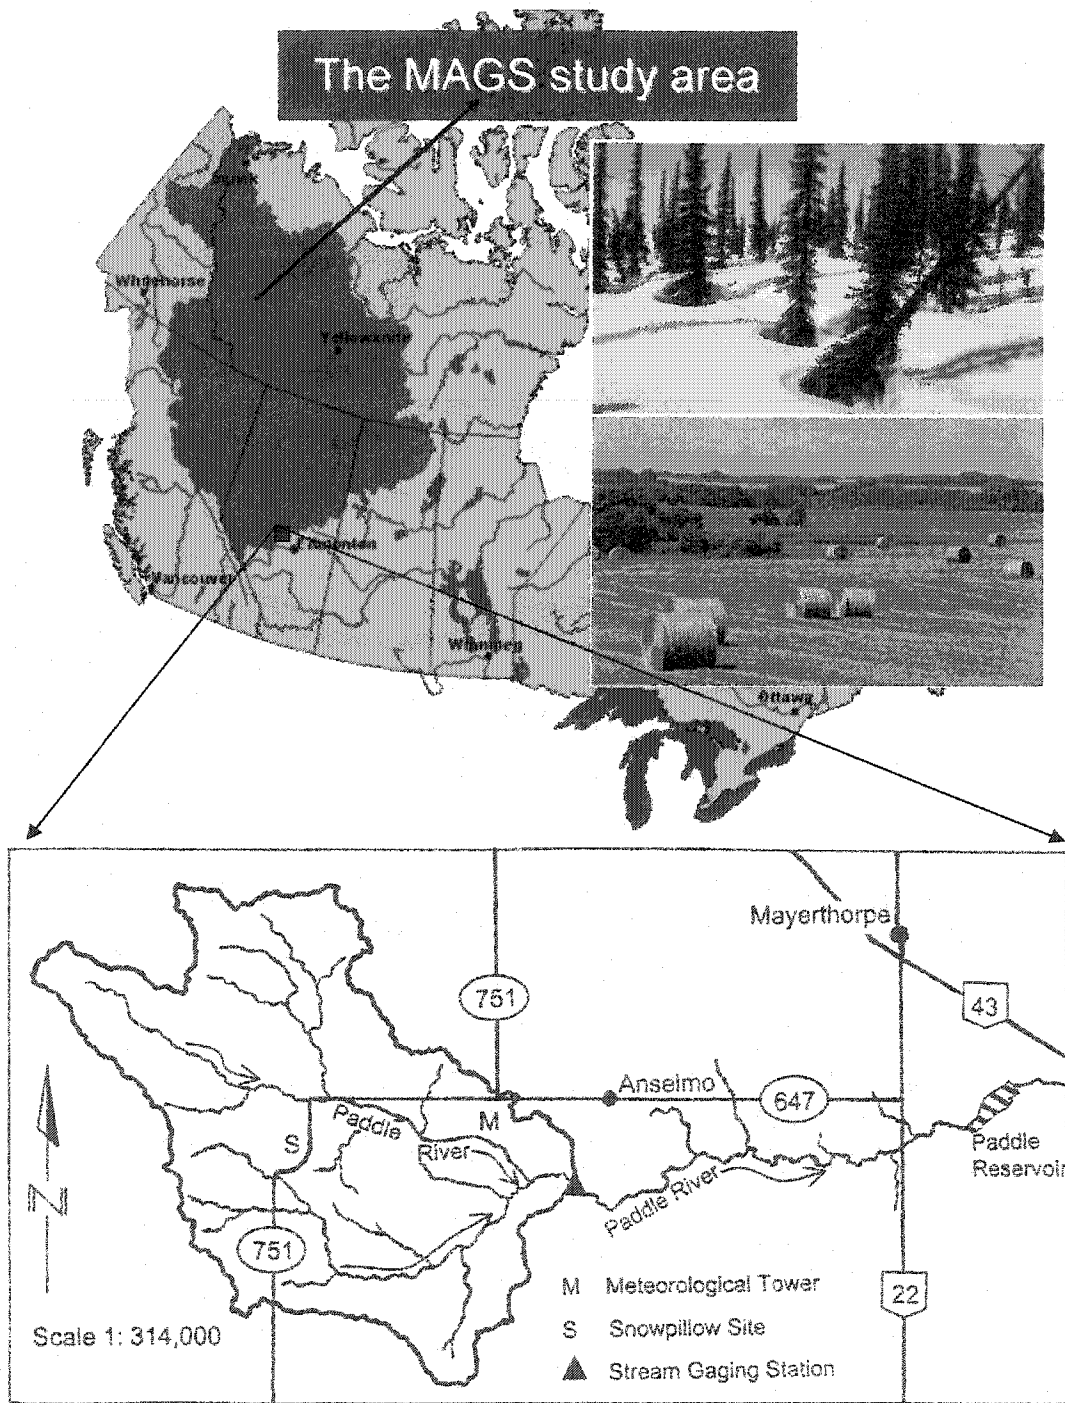 The MAGS study area
Whitehorse
Yellowknife
Vancouver
Winnipeg
Ottawa
Mayerthorpe
751
43
Anselmo
647
M
S
Paddle
River
Paddle River
Paddle
Reservoir
751
22
N
M Meteorological Tower
S Snowpillow Site
Stream Gaging Station
Scale 1: 314,000